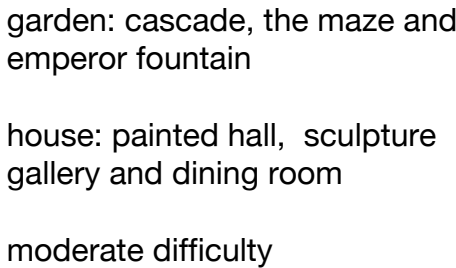 garden: cascade, the maze and
emperor fountain
house: painted hall,  sculpture
gallery and dining room
moderate difficulty